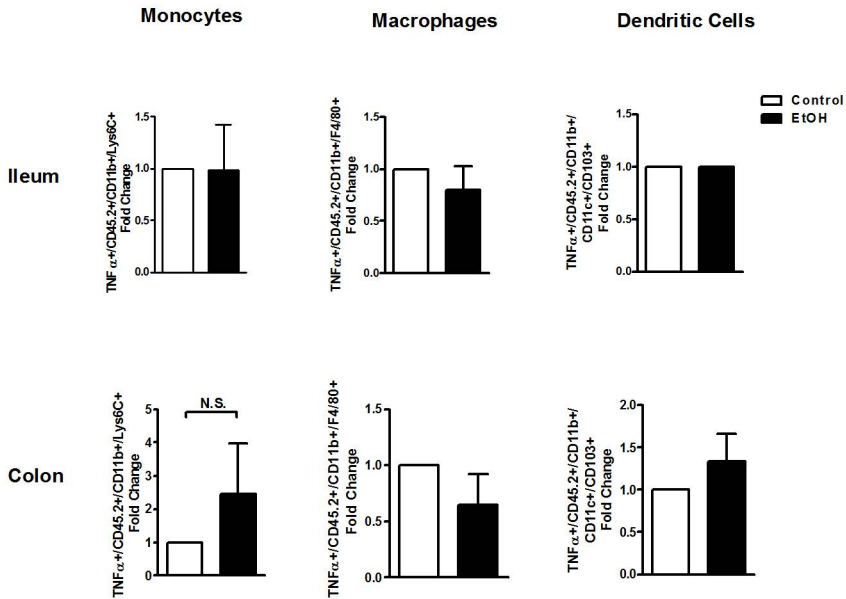 Monocytes
Macrophages
Dendritic Cells
Control
EtOH
Ileum
TNFα+/CD45.2+/CD11b+/Lys6C+
Fold Change
1.5
1.0
0.5
0.0
TNFα+/CD45.2+/CD11b+/F4/80+
Fold Change
1.5
1.0
0.5
0.0
TNFα+/CD45.2+/CD11b+/
CD11c+/CD103+
Fold Change
1.5
1.0
0.5
0.0
Colon
TNFα+/CD45.2+/CD11b+/Lys6C+
Fold Change
N.S.
5
4
3
2
1
0
TNFα+/CD45.2+/CD11b+/F4/80+
Fold Change
1.5
1.0
0.5
0.0
TNFα+/CD45.2+/CD11b+/
CD11c+/CD103+
Fold Change
2.0
1.5
1.0
0.5
0.0